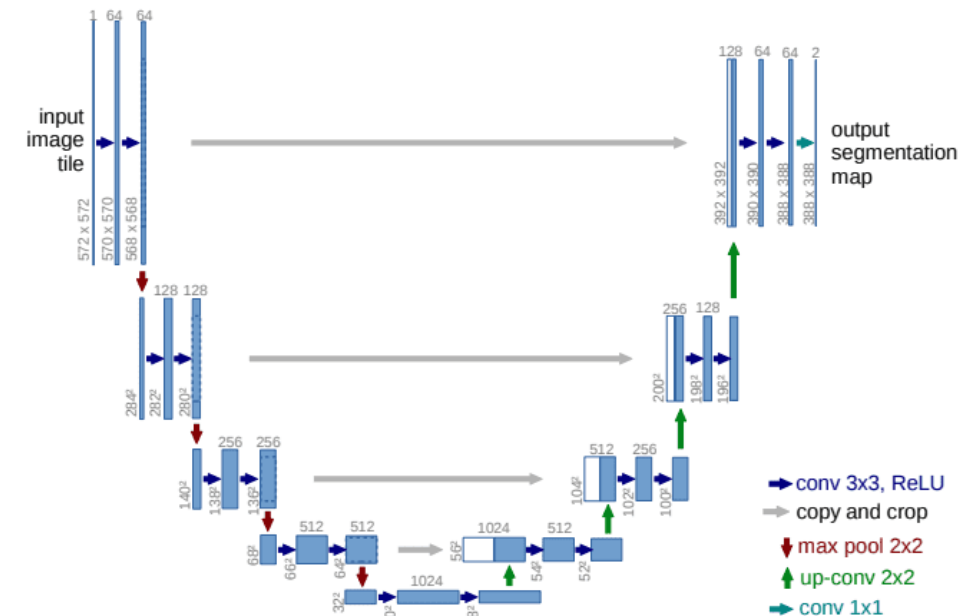 1 64 64
128 64 64 2
input
image
tile
output
segmentation
map
572 x 572
570 x 570
568 x 568
392 x 392
390 x 390
388 x 388
388 x 388
128 128
256 128
284²
282²
280²
200²
198²
196²
256 256
512 256
140²
138²
136²
104²
102²
100²
512 512
1024 512
68²
66²
64²
56²
54²
52²
1024
32²
conv 3x3, ReLU
copy and crop
max pool 2x2
up-conv 2x2
conv 1x1